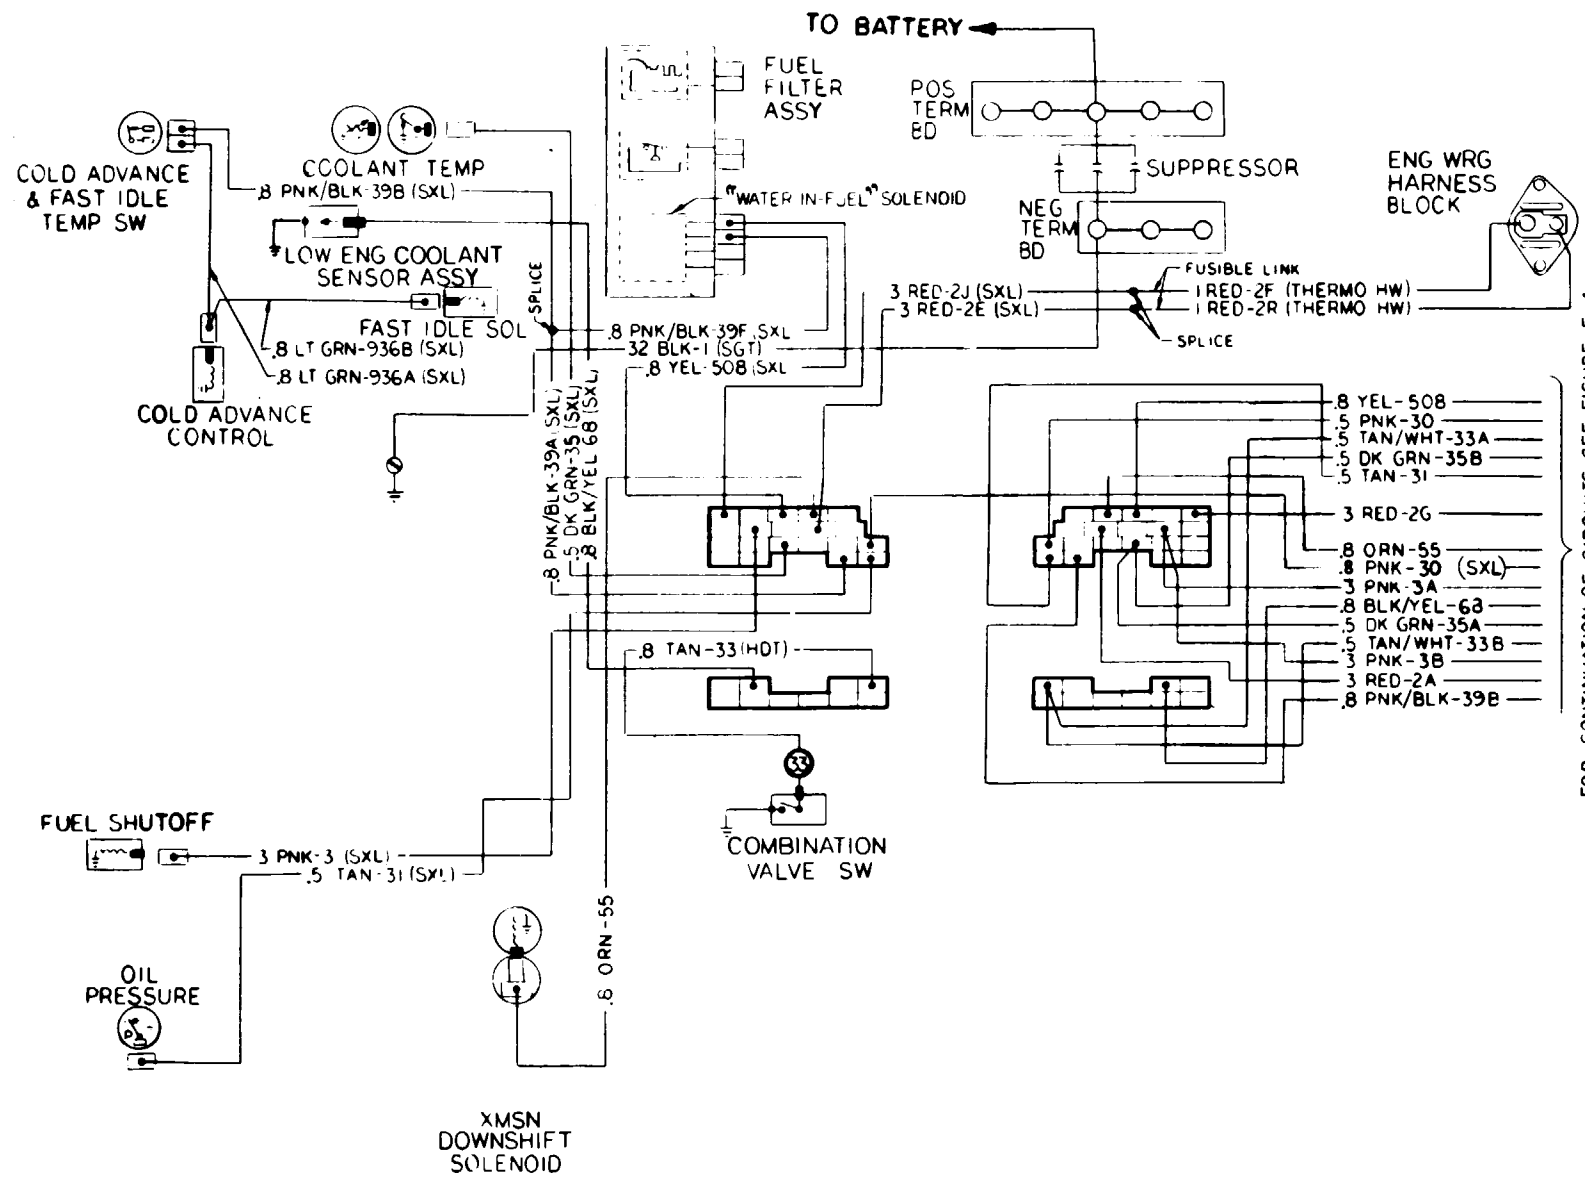 TO BATTERY
FUEL
FILTER
ASSY
POS
TERM
BD
SUPPRESSOR
ENG WRG
HARNESS
BLOCK
COLD ADVANCE
& FAST IDLE
TEMP SW
COOLANT TEMP
.8 PNK/BLK-39B (SXL)
"WATER IN-FUEL" SOLENOID
NEG
TERM
BD
LOW ENG COOLANT
SENSOR ASSY
SPLICE
FUSIBLE LINK
3 RED-2J (SXL)
1 RED-2F (THERMO HW)
3 RED-2E (SXL)
1 RED-2R (THERMO HW)
SPLICE
FAST IDLE SOL
.8 LT GRN-936B (SXL)
.8 LT GRN-936A (SXL)
.8 PNK/BLK-39F (SXL
32 BLK-1 (SGT)
.8 YEL-508 (SXL
COLD ADVANCE
CONTROL
.8 PNK/BLK-39A (SXL)
.5 DK GRN-35 (SXL)
.8 BLK/YEL 68 (SXL)
.8 YEL-508
.5 PNK-30
.5 TAN/WHT-33A
.5 DK GRN-35B
.5 TAN-31
3 RED-2G
.8 ORN-55
.8 PNK-30 (SXL)
3 PNK-3A
.8 BLK/YEL-68
.5 DK GRN-35A
.5 TAN/WHT-33B
3 PNK-3B
3 RED-2A
.8 PNK/BLK-39B
.8 TAN-33 (HDT)
33
COMBINATION
VALVE SW
FUEL SHUTOFF
3 PNK-3 (SXL)
.5 TAN-31 (SXL)
.8 ORN-55
OIL
PRESSURE
XMSN
DOWNSHIFT
SOLENOID